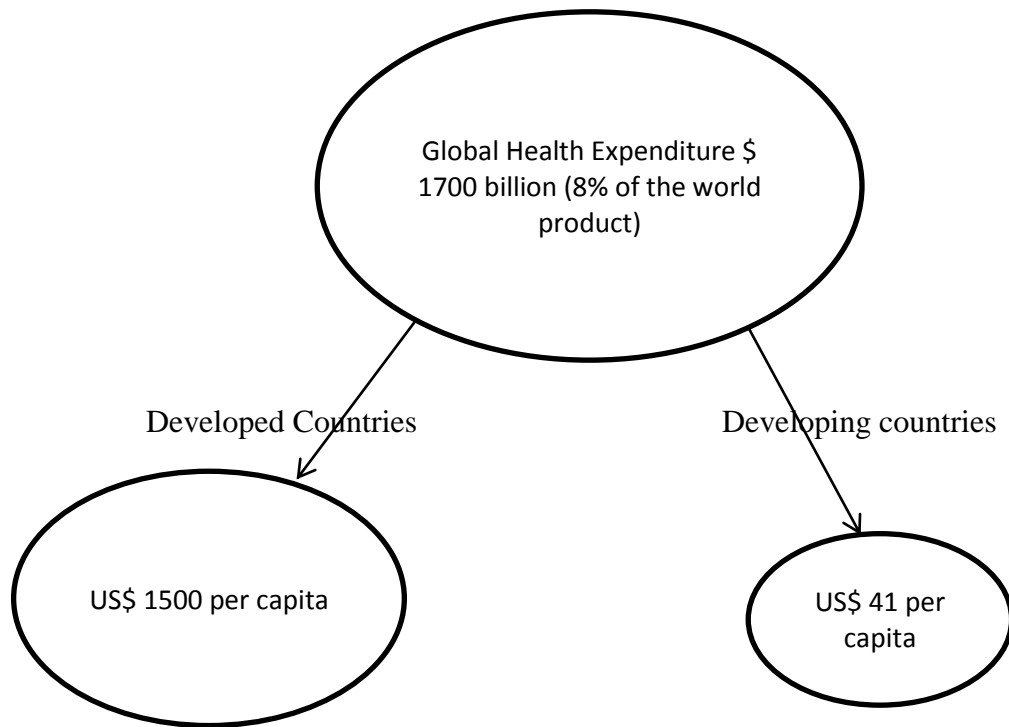 Global Health Expenditure $
1700 billion (8% of the world
product)
Developed Countries
Developing countries
US$ 1500 per capita
US$ 41 per
capita